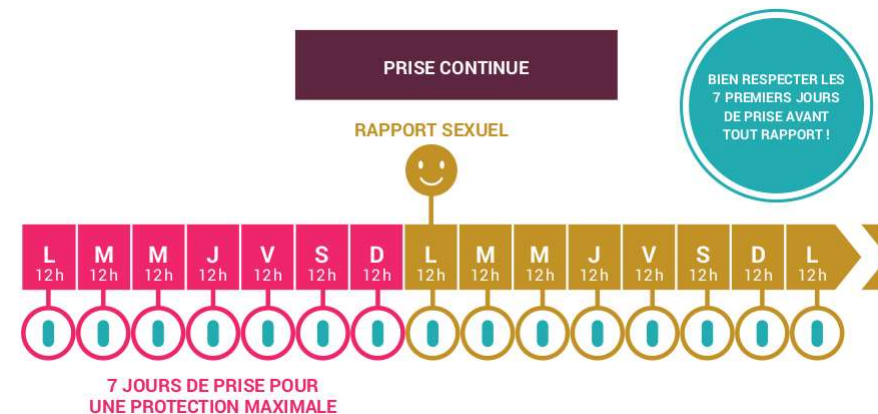 PRISE CONTINUE
BIEN RESPECTER LES
7 PREMIERS JOURS
DE PRISE AVANT
TOUT RAPPORT !
RAPPORT SEXUEL
L M M J V S D L M M J V S D L
12h 12h 12h 12h 12h 12h 12h 12h 12h 12h 12h 12h 12h 12h 12h
7 JOURS DE PRISE POUR
UNE PROTECTION MAXIMALE